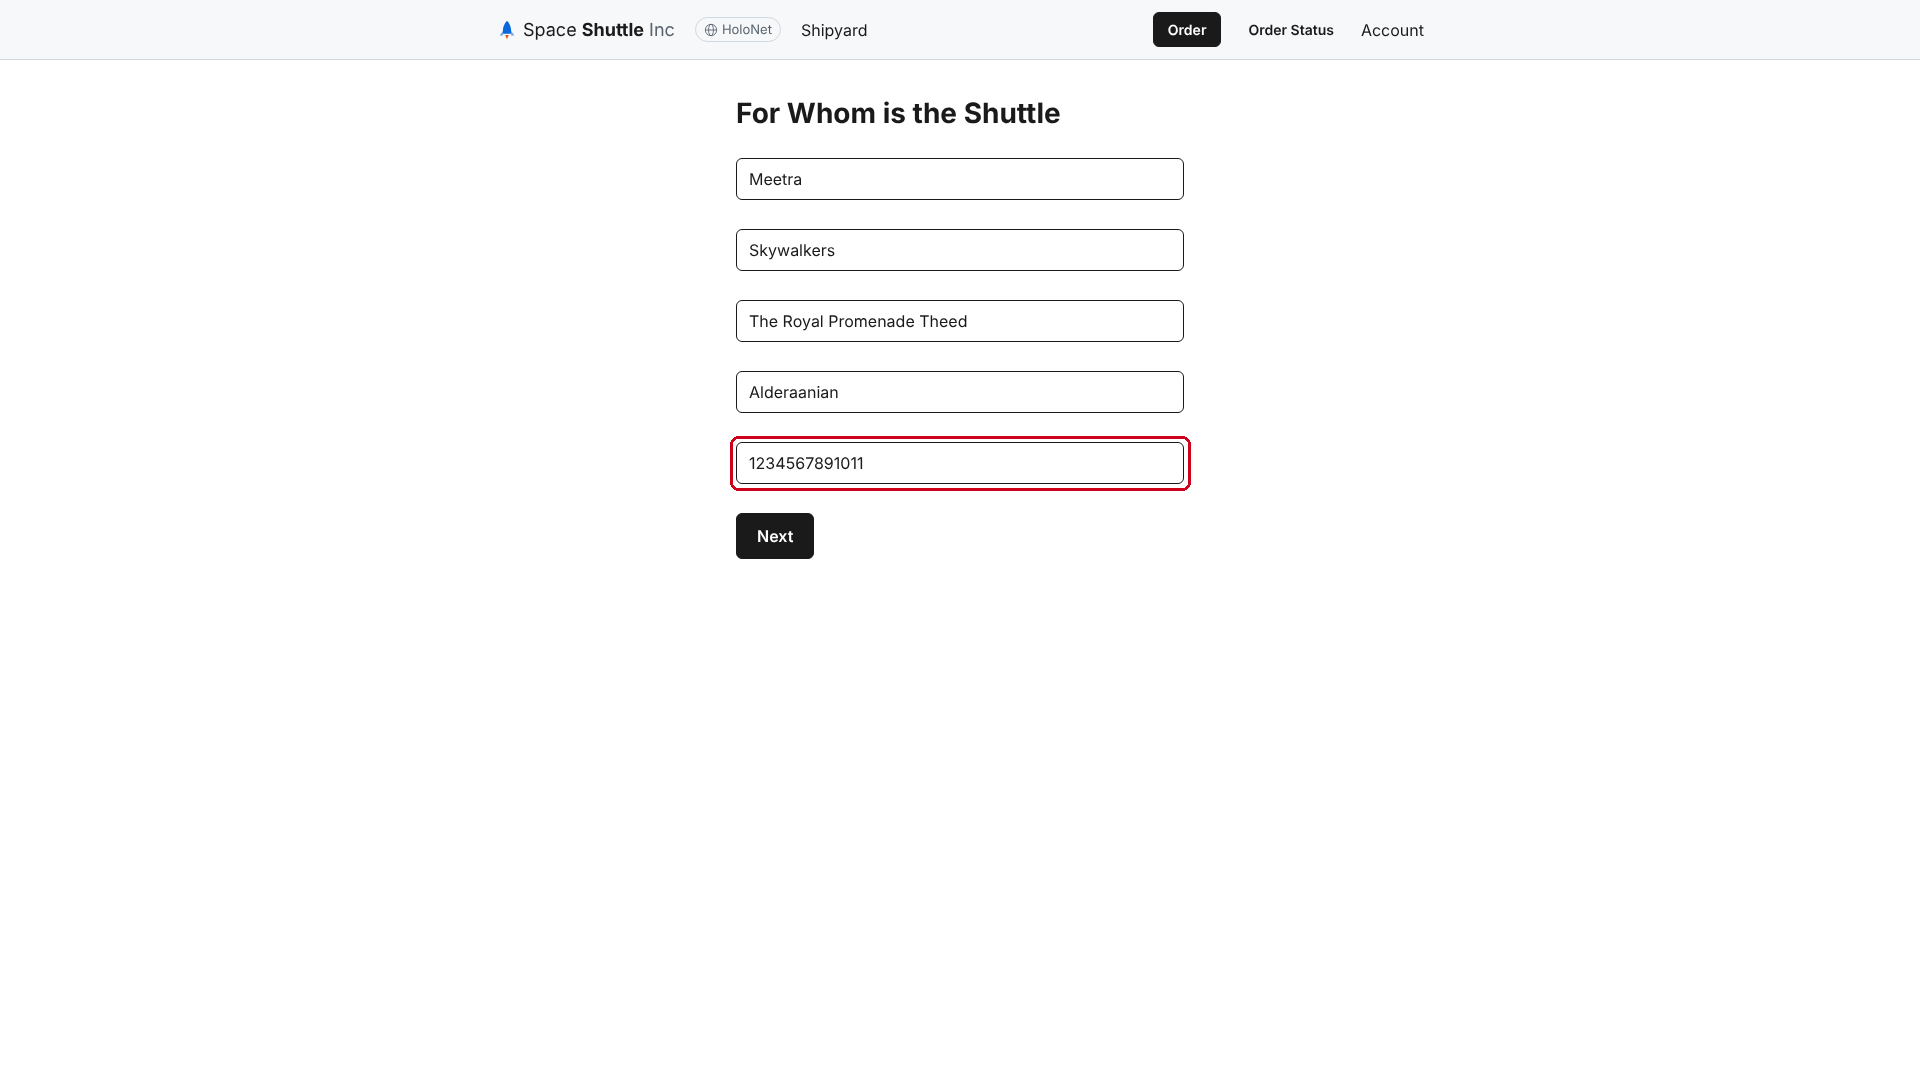 Space Shuttle Inc HoloNet Shipyard Order Order Status Account
For Whom is the Shuttle
Meetra
Skywalkers
The Royal Promenade Theed
Alderaanian
1234567891011
Next